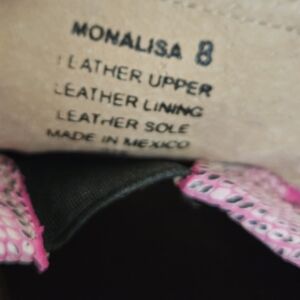 MONALISA 8
LEATHER UPPER
LEATHER LINING
LEATHER SOLE
MADE IN MEXICO